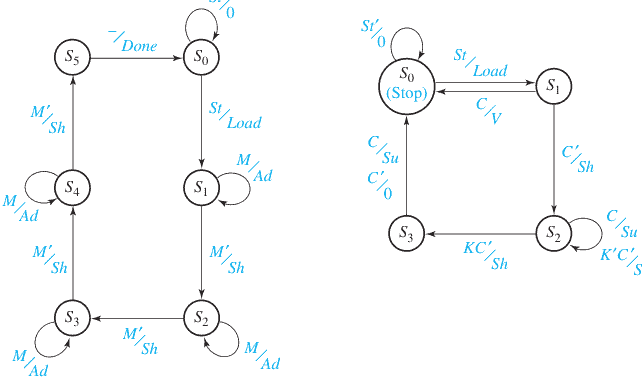 St′/0
–/Done
S5
S0
St/Load
M′/Sh
M/Ad
S4
S1
M/Ad
M′/Sh
M′/Sh
S3
S2
M′/Sh
M/Ad
M/Ad
St′/0
S0
(Stop)
St/Load
S1
C/V
C/Su
C′/0
C′/Sh
S3
S2
KC′/Sh
C/Su
K′C′/S